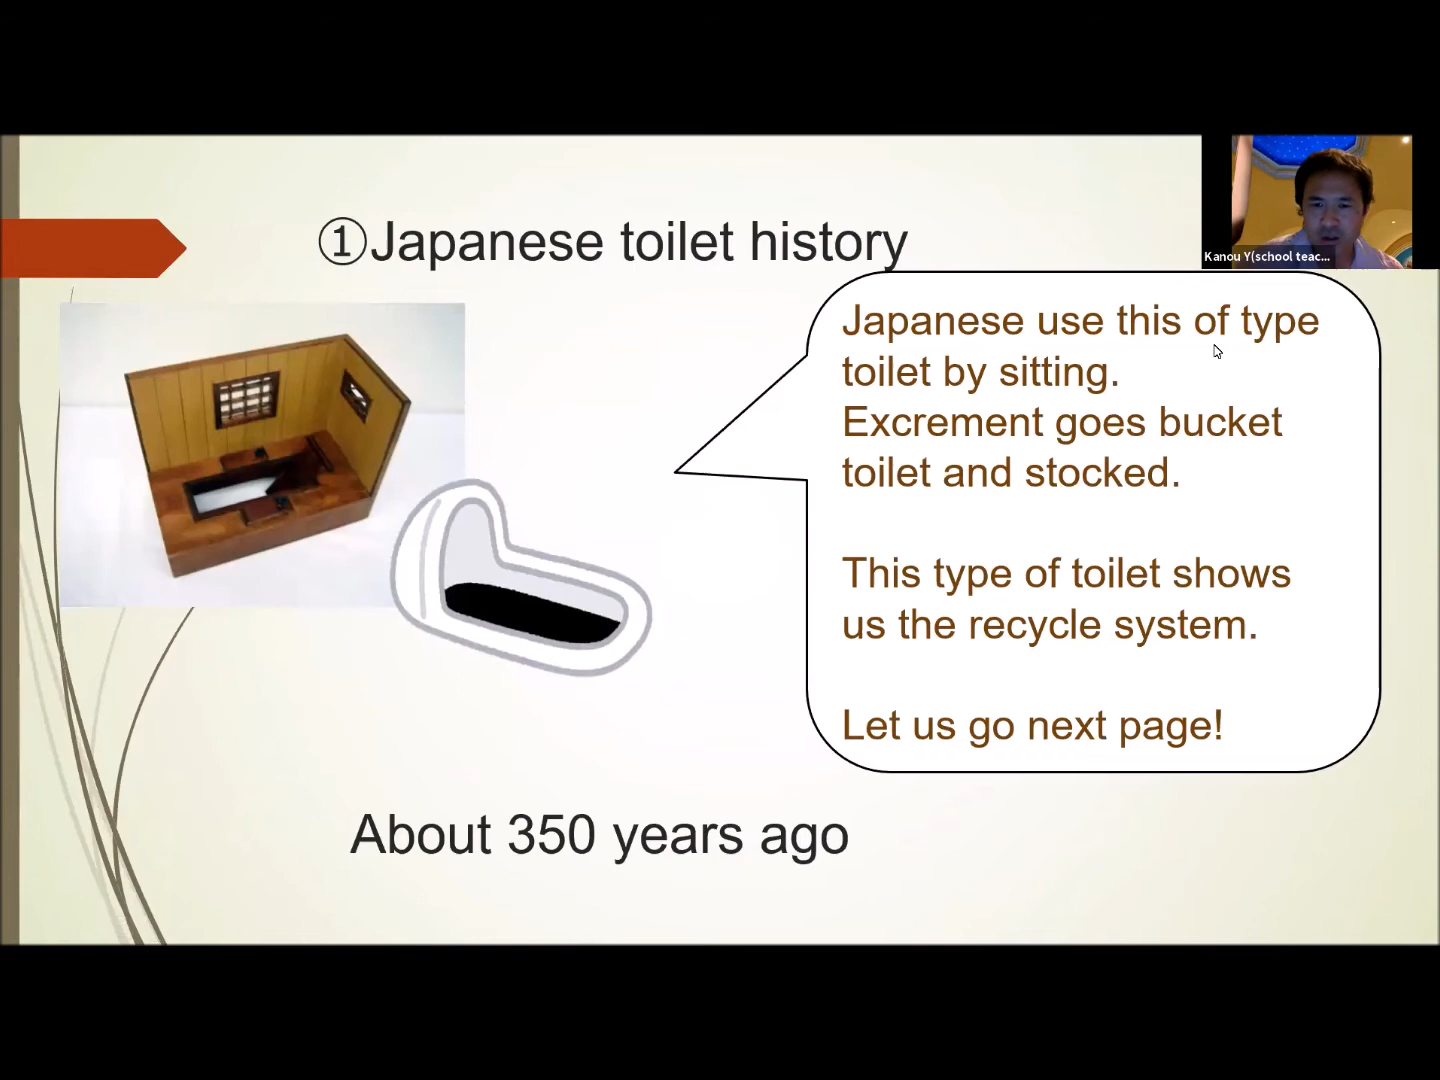 ①Japanese toilet history
Kanou Y(school teac...
Japanese use this of type
toilet by sitting.
Excrement goes bucket
toilet and stocked.
This type of toilet shows
us the recycle system.
Let us go next page!
About 350 years ago